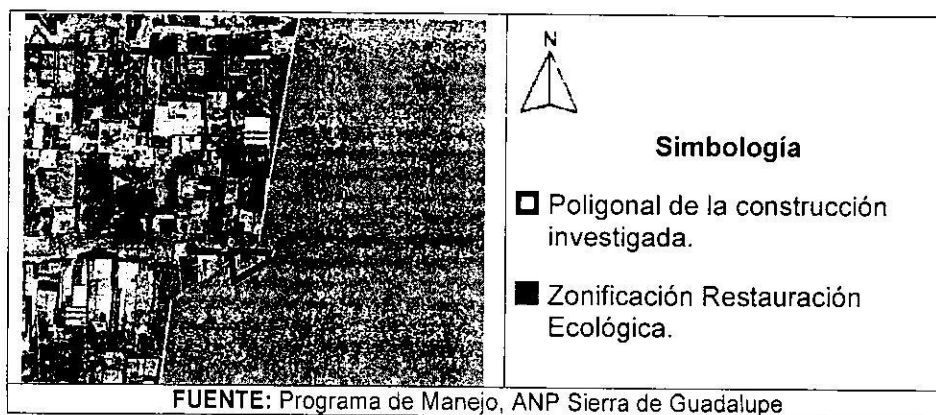 N
Simbología
Poligonal de la construcción
investigada.
Zonificación Restauración
Ecológica.
FUENTE: Programa de Manejo, ANP Sierra de Guadalupe